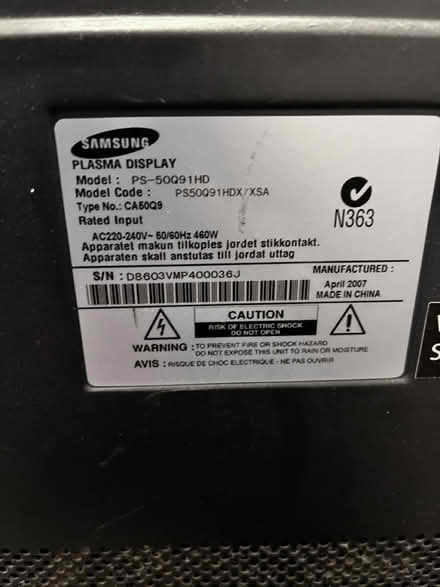 SAMSUNG
PLASMA DISPLAY
Model : PS-50Q91HD
Model Code : PS50Q91HDX/XSA
Type No.: CA50Q9
Rated Input
AC220-240V~ 50/60Hz 460W
N363
Apparatet makun tilkoples jordet stikkontakt.
Apparaten skall anstutas till jordat uttag
S/N : D8603VMP400036J
MANUFACTURED :
April 2007
MADE IN CHINA
CAUTION
RISK OF ELECTRIC SHOCK
DO NOT OPEN
WARNING : TO PREVENT FIRE OR SHOCK HAZARD
DO NOT EXPOSE THIS UNIT TO RAIN OR MOISTURE
AVIS : RISQUE DE CHOC ELECTRIQUE - NE PAS OUVRIR